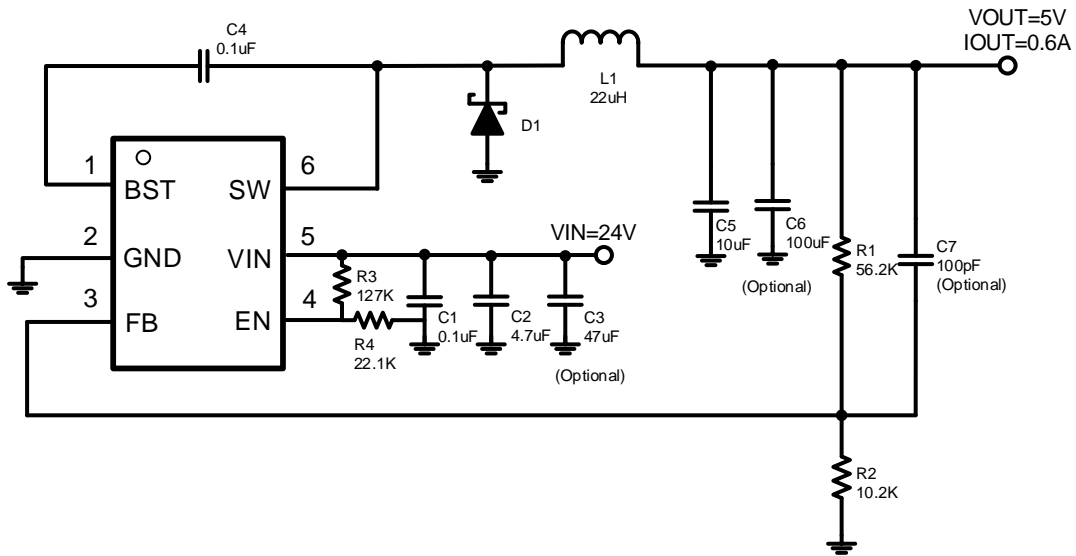 VOUT=5V
IOUT=0.6A
C4
0.1uF
L1
22uH
D1
1
6
BST
SW
2
5
GND
VIN
VIN=24V
3
4
FB
EN
R3
127K
R4
22.1K
C1
0.1uF
C2
4.7uF
C3
47uF
(Optional)
C5
10uF
C6
100uF
(Optional)
R1
56.2K
C7
100pF
(Optional)
R2
10.2K